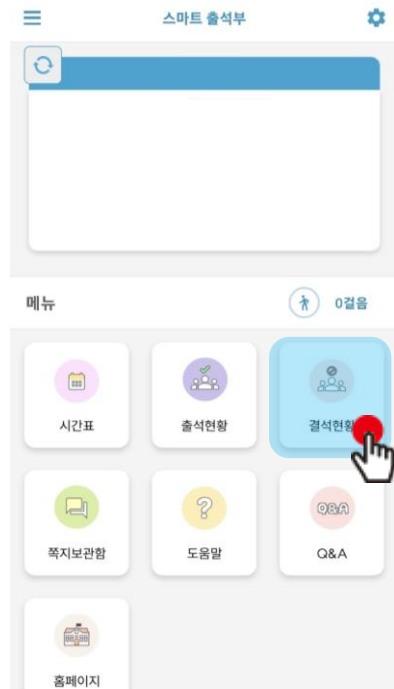 스마트 출석부
메뉴
0걸음
시간표
출석현황
결석현황
쪽지보관함
도움말
Q&A
Q&A
홈페이지